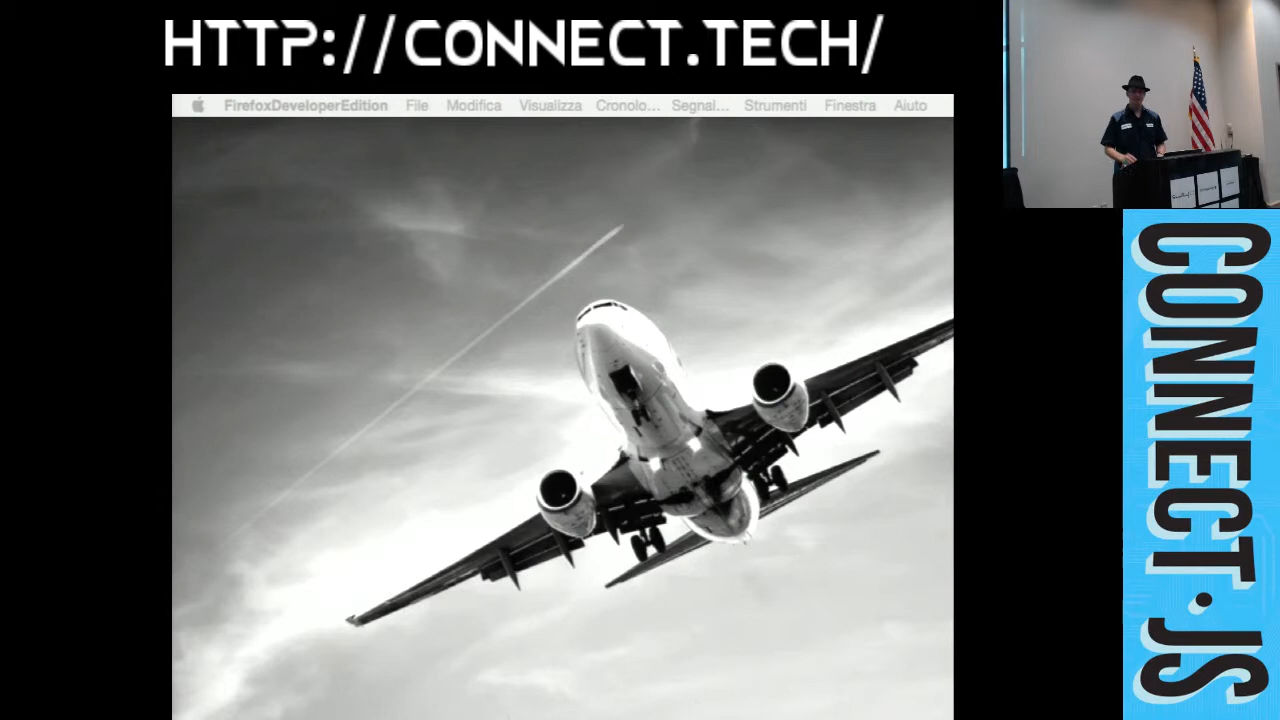 HTTP://CONNECT.TECH/
FirefoxDeveloperEdition File Modifica Visualizza Cronolo... Segnal... Strumenti Finestra Aiuto
CONNECT·JS